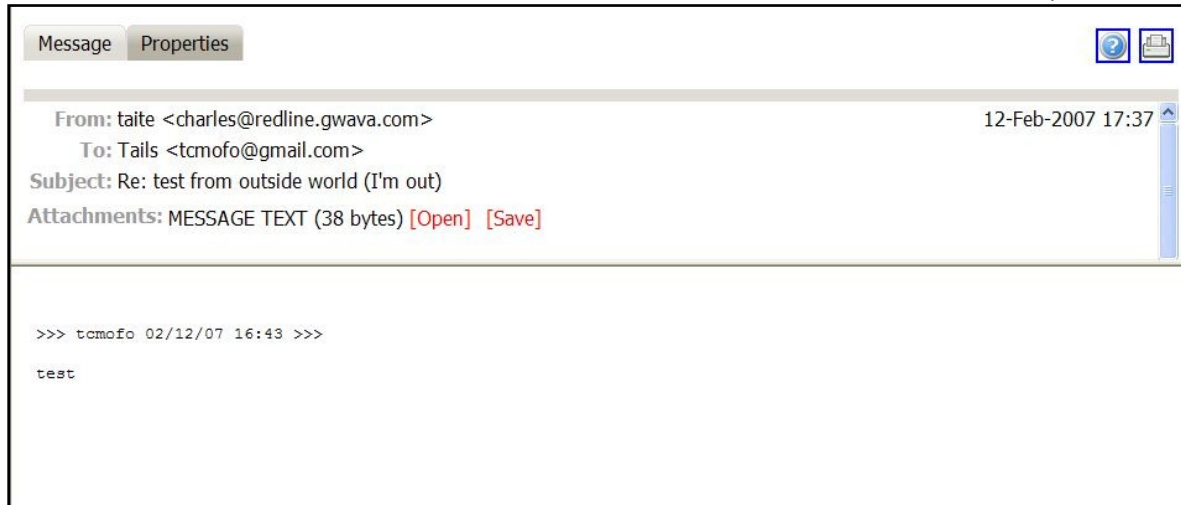 Message Properties
From: taite <charles@redline.gwava.com> 12-Feb-2007 17:37
To: Tails <tcmofo@gmail.com>
Subject: Re: test from outside world (I'm out)
Attachments: MESSAGE TEXT (38 bytes) [Open] [Save]
>>> tcmofo 02/12/07 16:43 >>>
test